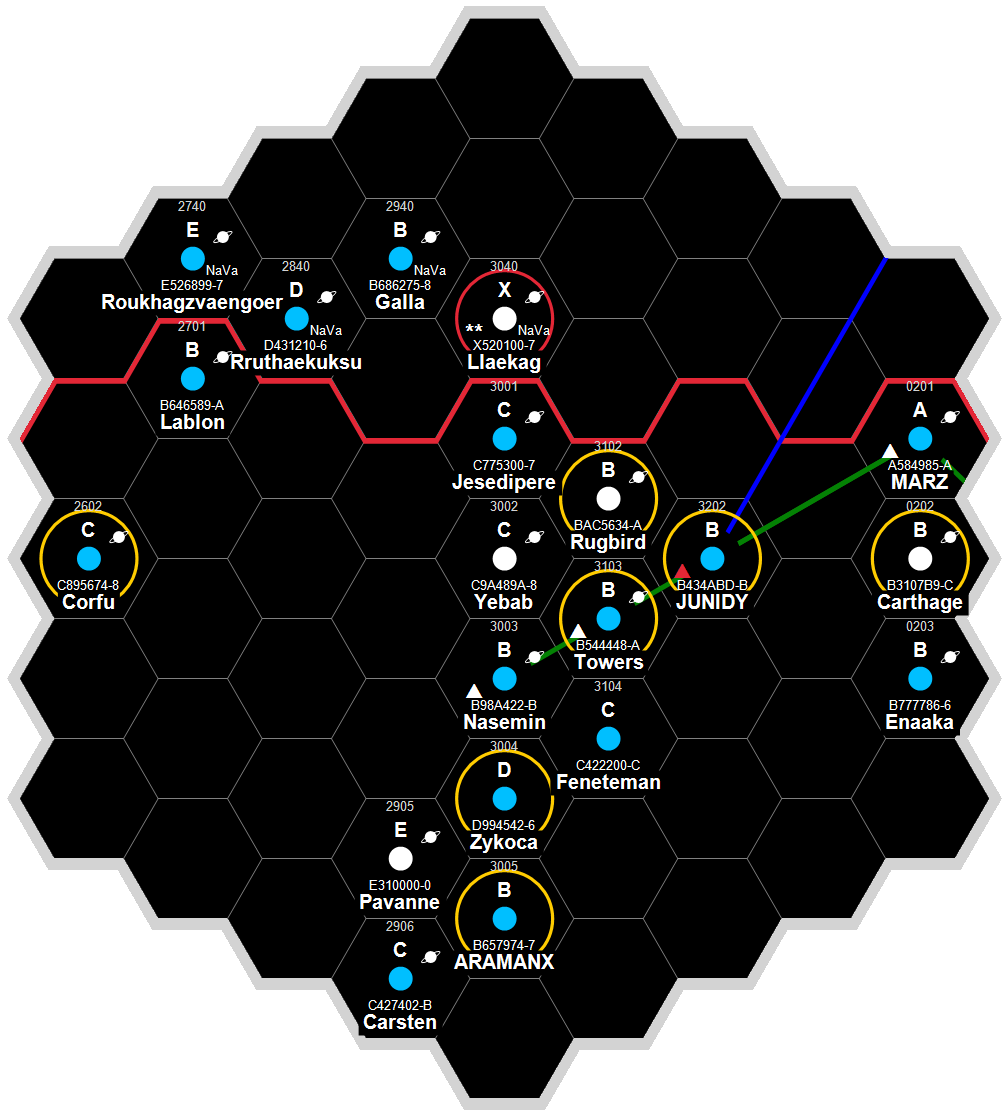 2740
E
NaVa
E526899-7
Roukhagzvaengoer
2940
B
NaVa
B686275-8
Galla
2840
D
NaVa
D431210-6
Rruthaekuksu
3040
X
** NaVa
X520100-7
Llaekag
2701
B
B646589-A
Lablon
3001
C
C775300-7
Jesedipere
0201
A
A584985-A
MARZ
3102
B
BAC5634-A
Rugbird
2602
C
C895674-8
Corfu
3002
C
C9A489A-8
Yebab
3202
B
B434ABD-B
JUNIDY
0202
B
B3107B9-C
Carthage
3103
B
B544448-A
Towers
3003
B
B98A422-B
Nasemin
0203
B
B777786-6
Enaaka
3104
C
C422200-C
Feneteman
3004
D
D994542-6
Zykoca
2905
E
E310000-0
Pavanne
3005
B
B657974-7
ARAMANX
2906
C
C427402-B
Carsten